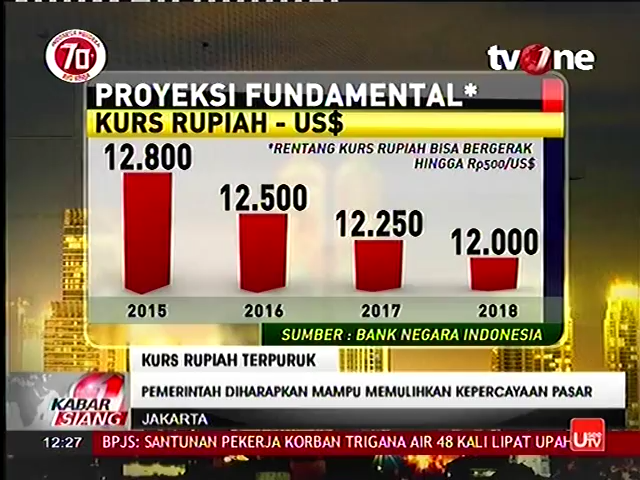 70
tvOne
PROYEKSI FUNDAMENTAL*
KURS RUPIAH - US$
*RENTANG KURS RUPIAH BISA BERGERAK
HINGGA Rp500/US$
12.800
12.500
12.250
12.000
2015
2016
2017
2018
SUMBER : BANK NEGARA INDONESIA
KURS RUPIAH TERPURUK
PEMERINTAH DIHARAPKAN MAMPU MEMULIHKAN KEPERCAYAAN PASAR
KABAR
SIANG
JAKARTA
12:27 BPJS: SANTUNAN PEKERJA KORBAN TRIGANA AIR 48 KALI LIPAT UPAH